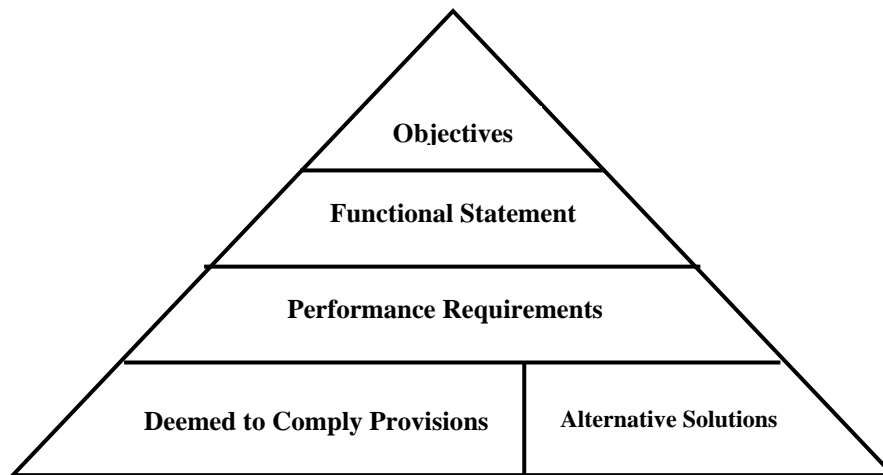 Objectives
Functional Statement
Performance Requirements
Deemed to Comply Provisions
Alternative Solutions